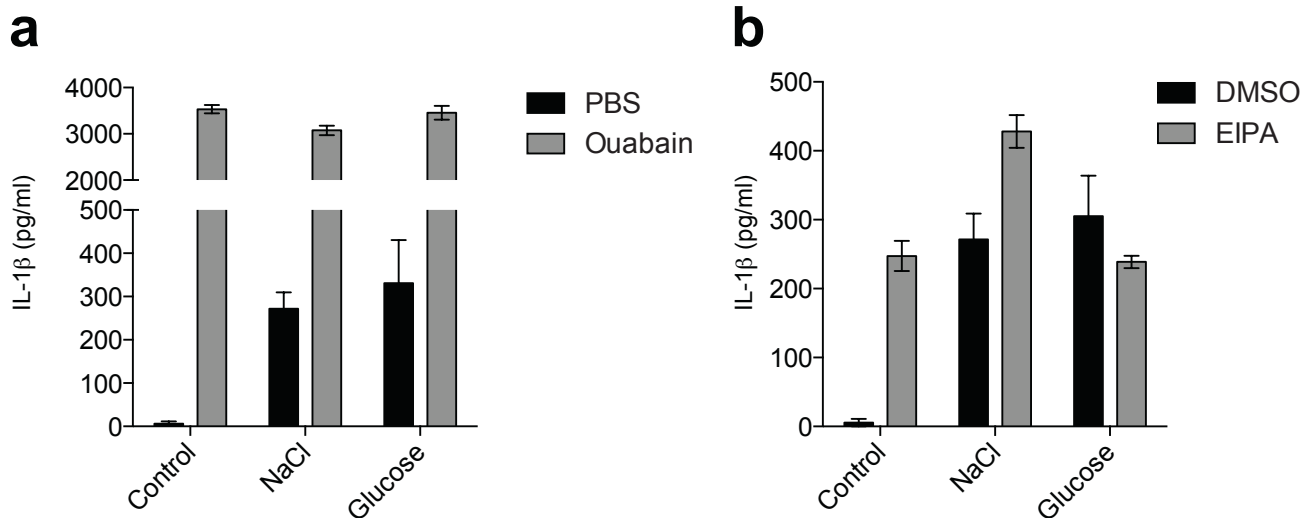 a
4000
3000
2000
500
400
300
200
100
0
IL-1β (pg/ml)
Control
NaCl
Glucose
PBS
Ouabain
b
500
400
300
200
100
0
IL-1β (pg/ml)
Control
NaCl
Glucose
DMSO
EIPA